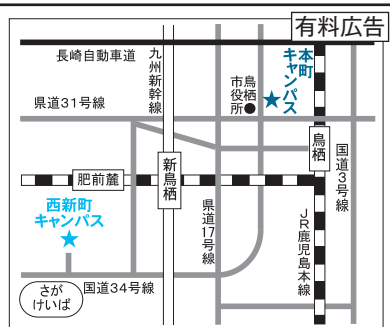 有料広告
長崎自動車道
九州新幹線
本町
キャンパス
鳥栖
市役所
県道31号線
鳥栖
国道3号線
新鳥栖
肥前麓
西新町
キャンパス
県道17号線
JR鹿児島本線
さが
けいば
国道34号線